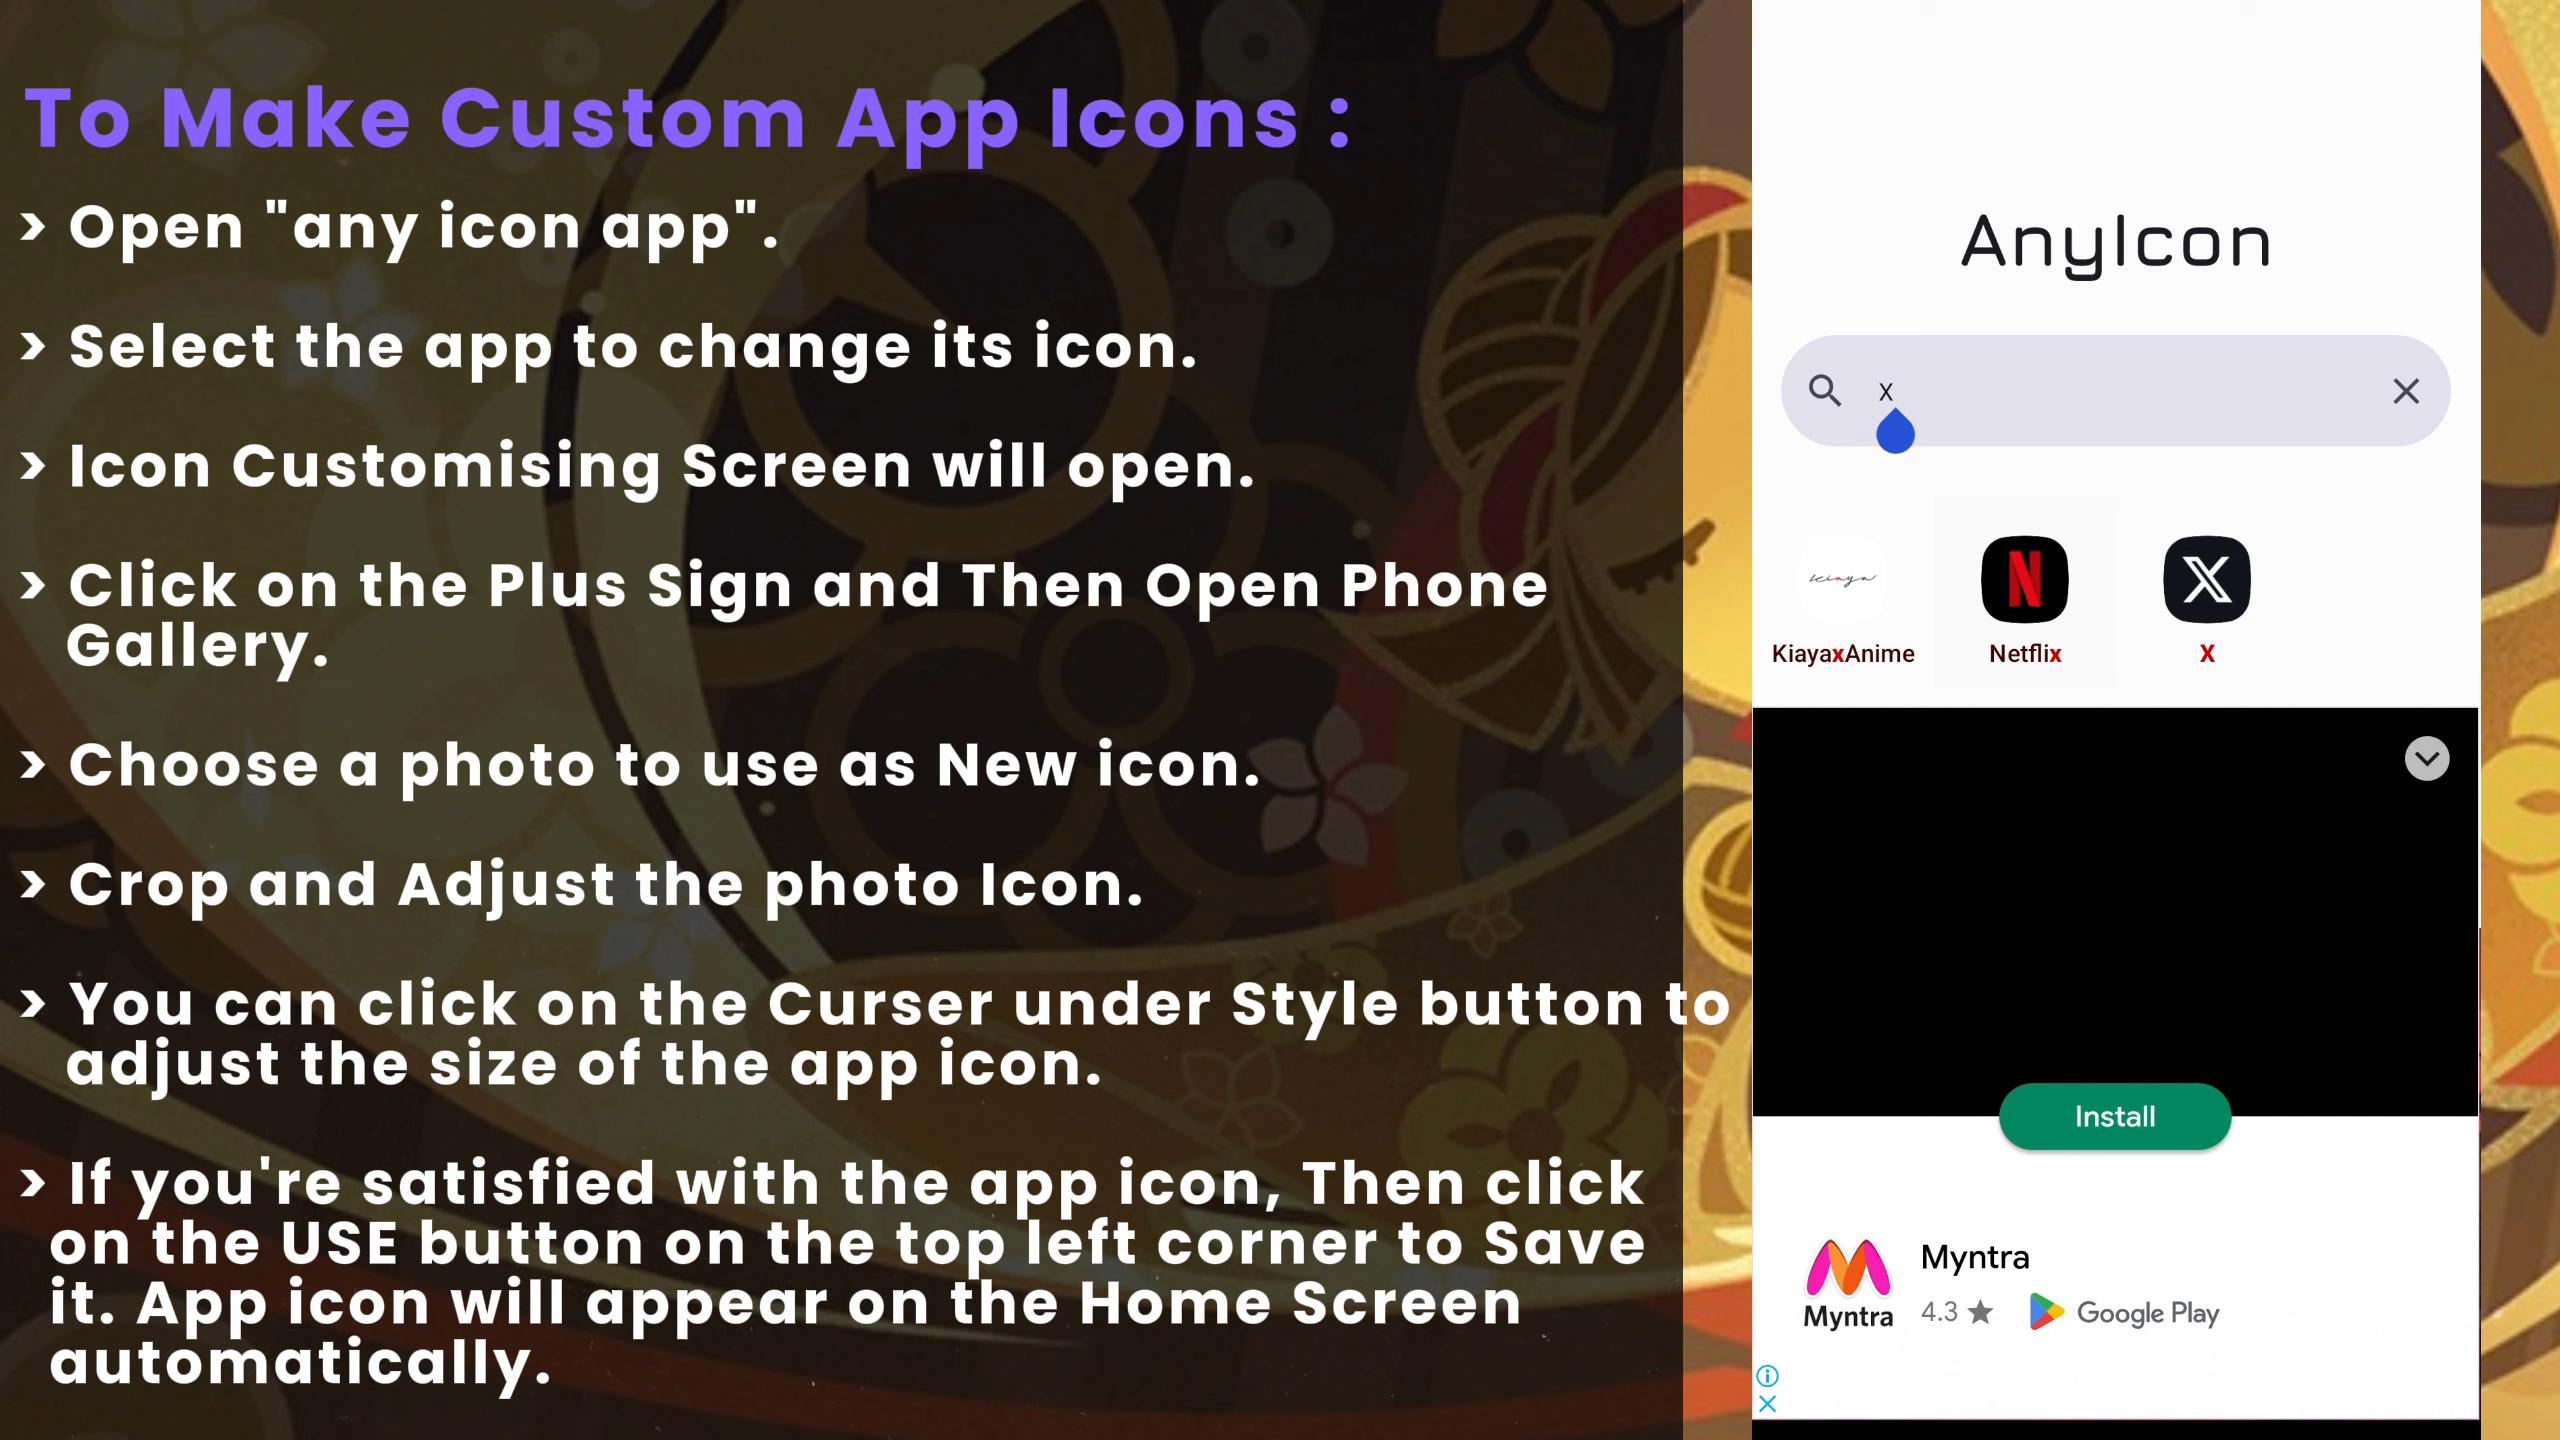 To Make Custom App Icons :
> Open "any icon app".
> Select the app to change its icon.
> Icon Customising Screen will open.
> Click on the Plus Sign and Then Open Phone
Gallery.
> Choose a photo to use as New icon.
> Crop and Adjust the photo Icon.
> You can click on the Curser under Style button to
adjust the size of the app icon.
> If you're satisfied with the app icon, Then click
on the USE button on the top left corner to Save
it. App icon will appear on the Home Screen
automatically.
AnyIcon
x
kiaya
N
X
KiayaxAnime
Netflix
X
Install
Myntra
Myntra
4.3 ★
Google Play